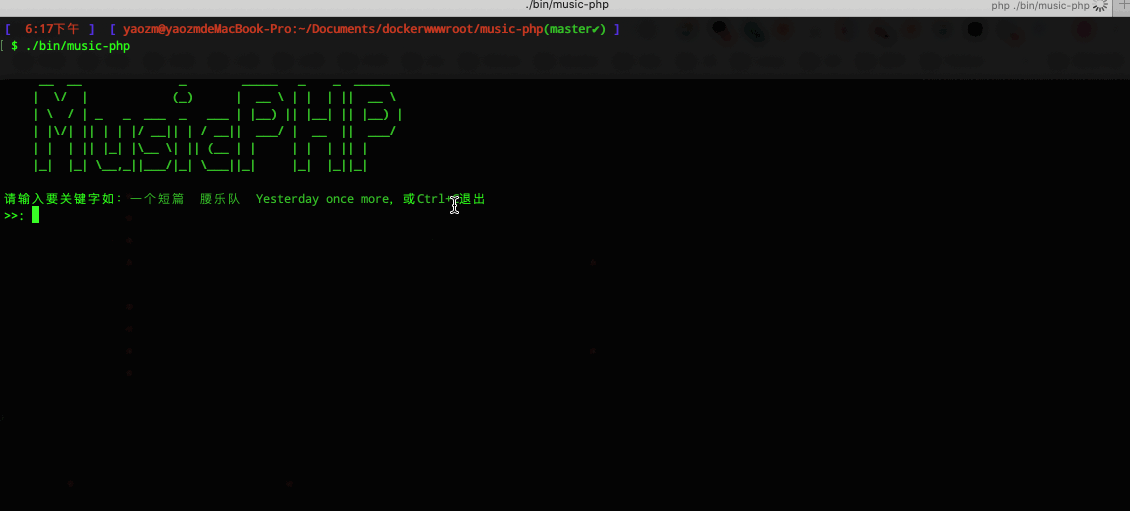 ./bin/music-php
php ./bin/music-php
[ 6:17下午 ] [ yaozm@yaozmdeMacBook-Pro:~/Documents/dockerwwwroot/music-php(master✔) ]
[ $ ./bin/music-php
MusicPHP
请输入要关键字如：一个短篇 腰乐队 Yesterday once more, 或Ctrl+C退出
>>: